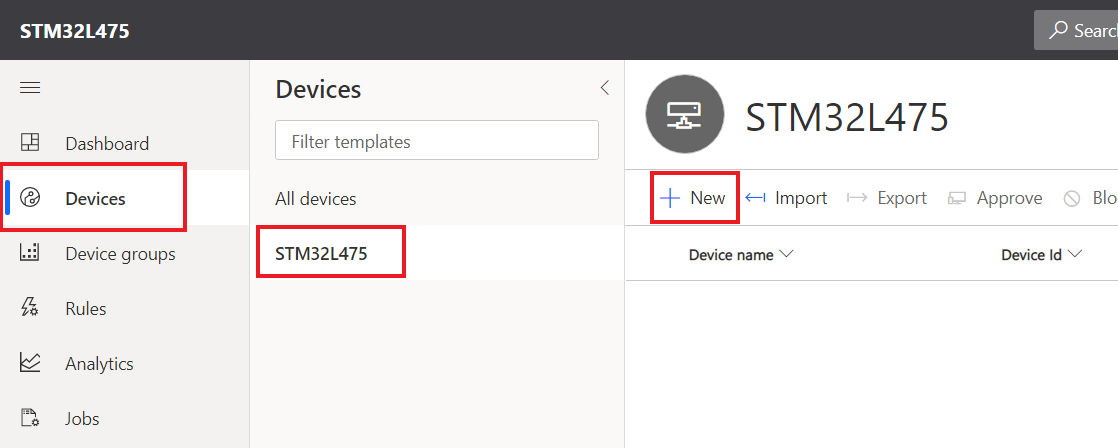 STM32L475
Search
Dashboard
Devices
Device groups
Rules
Analytics
Jobs
Devices
Filter templates
All devices
STM32L475
STM32L475
New Import Export Approve Blo
Device name Device Id